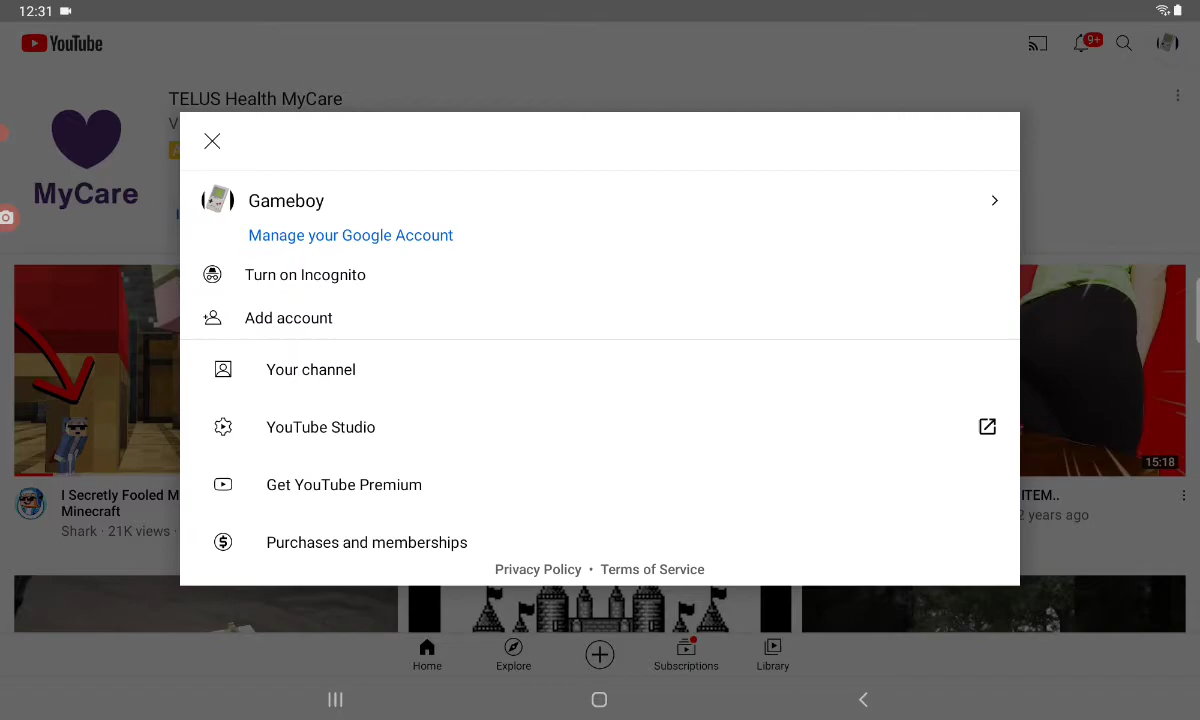 12:31
YouTube
9+
TELUS Health MyCare
V
MyCare
Gameboy
Manage your Google Account
Turn on Incognito
Add account
Your channel
YouTube Studio
Get YouTube Premium
Purchases and memberships
Privacy Policy • Terms of Service
15:18
I Secretly Fooled M
Minecraft
Shark · 21K views ·
ITEM..
2 years ago
Home
Explore
Subscriptions
Library